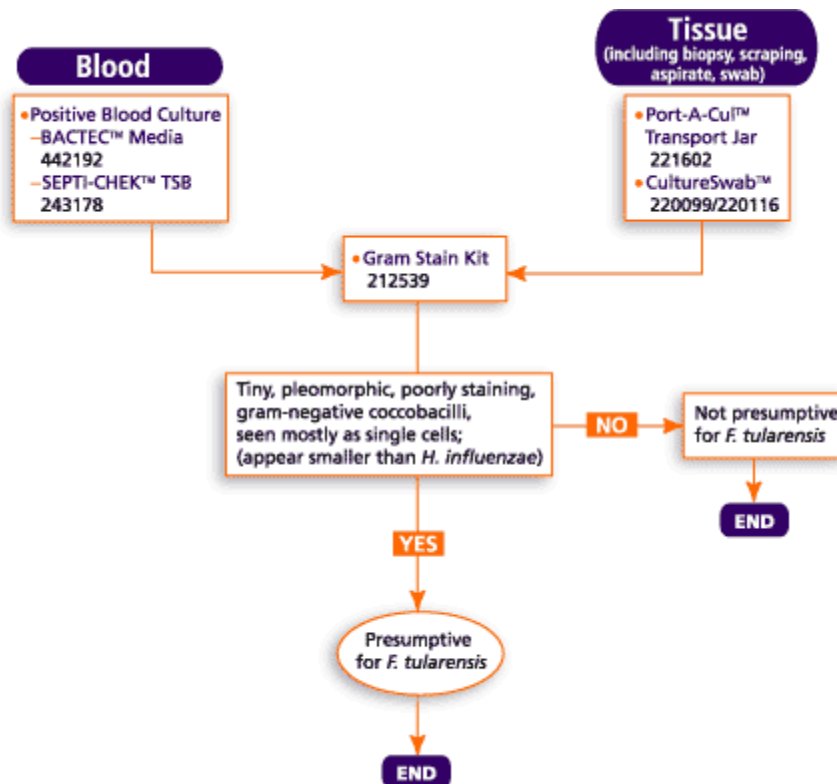 Blood
•Positive Blood Culture
–BACTEC™ Media
442192
–SEPTI-CHEK™ TSB
243178
Tissue
(including biopsy, scraping,
aspirate, swab)
•Port-A-Cul™
Transport Jar
221602
•CultureSwab™
220099/220116
•Gram Stain Kit
212539
Tiny, pleomorphic, poorly staining,
gram-negative coccobacilli,
seen mostly as single cells;
(appear smaller than H. influenzae)
NO
Not presumptive
for F. tularensis
END
YES
Presumptive
for F. tularensis
END